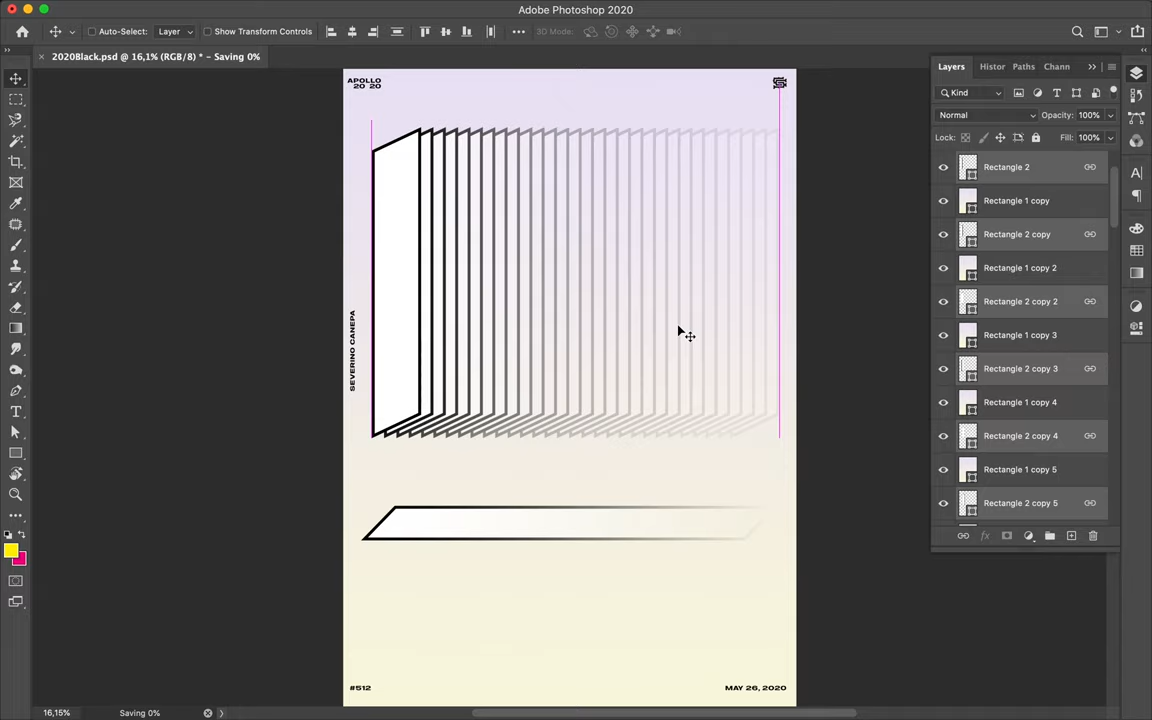 Adobe Photoshop 2020
Auto-Select:
Layer
Show Transform Controls
3D Mode:
2020Black.psd @ 16,1% (RGB/8) * - Saving 0%
APOLLO
20 20
SEVERINO CANEPA
#512
MAY 26, 2020
Layers
Histor
Paths
Chann
Kind
Normal
Opacity: 100%
Lock:
Fill: 100%
Rectangle 2
Rectangle 1 copy
Rectangle 2 copy
Rectangle 1 copy 2
Rectangle 2 copy 2
Rectangle 1 copy 3
Rectangle 2 copy 3
Rectangle 1 copy 4
Rectangle 2 copy 4
Rectangle 1 copy 5
Rectangle 2 copy 5
16,15%
Saving 0%